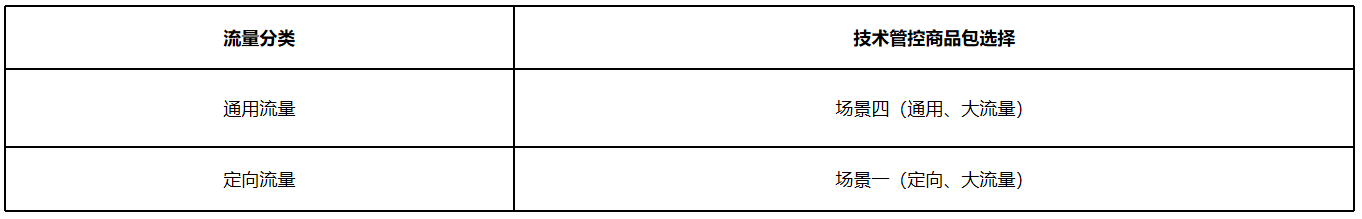 流量分类
技术管控商品包选择
通用流量
场景四（通用、大流量）
定向流量
场景一（定向、大流量）